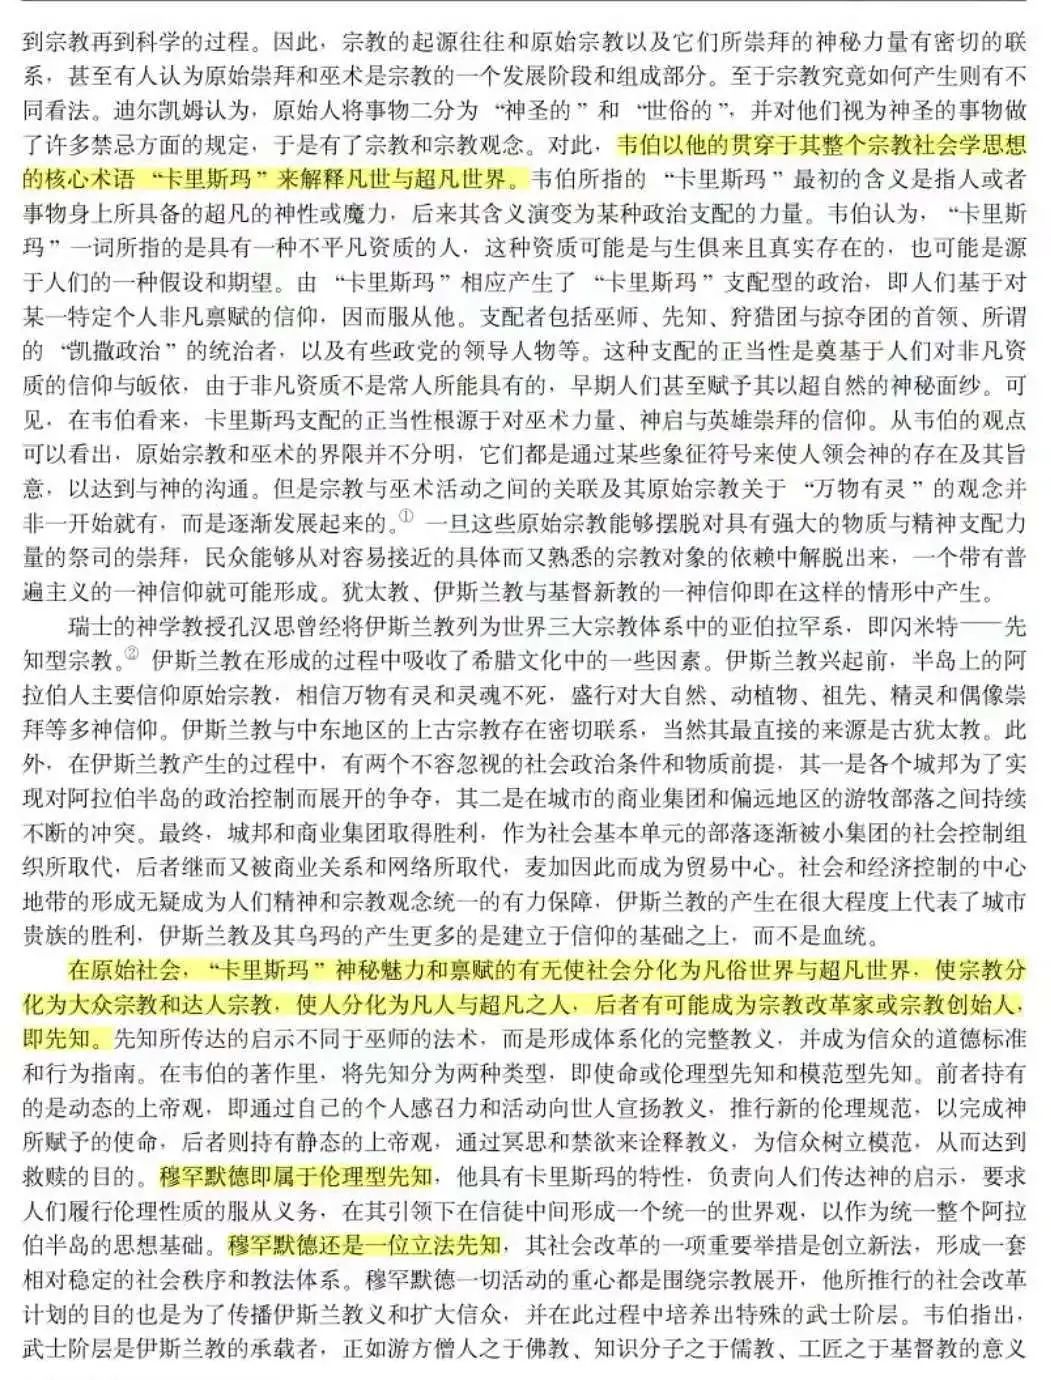 到宗教再到科学的过程。因此，宗教的起源往往和原始宗教以及它们所崇拜的神秘力量有密切的联
系，甚至有人认为原始崇拜和巫术是宗教的一个发展阶段和组成部分。至于宗教究竟如何产生则有不
同看法。迪尔凯姆认为，原始人将事物二分为“神圣的”和“世俗的”，并对他们视为神圣的事物做
了许多禁忌方面的规定，于是有了宗教和宗教观念。对此，韦伯以他的贯穿于其整个宗教社会学思想
的核心术语“卡里斯玛”来解释凡世与超凡世界。韦伯所指的“卡里斯玛”最初的含义是指人或者
事物身上所具备的超凡的神性或魔力，后来其含义演变为某种政治支配的力量。韦伯认为，“卡里斯
玛”一词所指的是具有一种不平凡资质的人，这种资质可能是与生俱来且真实存在的，也可能是源
于人们的一种假设和期望。由“卡里斯玛”相应产生了“卡里斯玛”支配型的政治，即人们基于对
某一特定个人非凡禀赋的信仰，因而服从他。支配者包括巫师、先知、狩猎团与掠夺团的首领、所谓
的“凯撒政治”的统治者，以及有些政党的领导人物等。这种支配的正当性是奠基于人们对非凡资
质的信仰与皈依，由于非凡资质不是常人所能具有的，早期人们甚至赋予其以超自然的神秘面纱。可
见，在韦伯看来，卡里斯玛支配的正当性根源于对巫术力量、神启与英雄崇拜的信仰。从韦伯的观点
可以看出，原始宗教和巫术的界限并不分明，它们都是通过某些象征符号来使人领会神的存在及其旨
意，以达到与神的沟通。但是宗教与巫术活动之间的关联及其原始宗教关于“万物有灵”的观念并
非一开始就有，而是逐渐发展起来的。① 一旦这些原始宗教能够摆脱对具有强大的物质与精神支配力
量的祭司的崇拜，民众能够从对容易接近的具体而又熟悉的宗教对象的依赖中解脱出来，一个带有普
遍主义的一神信仰就可能形成。犹太教、伊斯兰教与基督新教的一神信仰即在这样的情形中产生。
瑞士的神学教授孔汉思曾经将伊斯兰教列为世界三大宗教体系中的亚伯拉罕系，即闪米特——先
知型宗教。② 伊斯兰教在形成的过程中吸收了希腊文化中的一些因素。伊斯兰教兴起前，半岛上的阿
拉伯人主要信仰原始宗教，相信万物有灵和灵魂不死，盛行对大自然、动植物、祖先、精灵和偶像崇
拜等多神信仰。伊斯兰教与中东地区的上古宗教存在密切联系，当然其最直接的来源是古犹太教。此
外，在伊斯兰教产生的过程中，有两个不容忽视的社会政治条件和物质前提，其一是各个城邦为了实
现对阿拉伯半岛的政治控制而展开的争夺，其二是在城市的商业集团和偏远地区的游牧部落之间持续
不断的冲突。最终，城邦和商业集团取得胜利，作为社会基本单元的部落逐渐被小集团的社会控制组
织所取代，后者继而又被商业关系和网络所取代，麦加因此而成为贸易中心。社会和经济控制的中心
地带的形成无疑成为人们精神和宗教观念统一的有力保障，伊斯兰教的产生在很大程度上代表了城市
贵族的胜利，伊斯兰教及其乌玛的产生更多的是建立于信仰的基础之上，而不是血统。
在原始社会，“卡里斯玛”神秘魅力和禀赋的有无使社会分化为凡俗世界与超凡世界，使宗教分
化为大众宗教和达人宗教，使人分化为凡人与超凡之人，后者有可能成为宗教改革家或宗教创始人，
即先知。先知所传达的启示不同于巫师的法术，而是形成体系化的完整教义，并成为信众的道德标准
和行为指南。在韦伯的著作里，将先知分为两种类型，即使命或伦理型先知和模范型先知。前者持有
的是动态的上帝观，即通过自己的个人感召力和活动向世人宣扬教义，推行新的伦理规范，以完成神
所赋予的使命，后者则持有静态的上帝观，通过冥思和禁欲来诠释教义，为信众树立模范，从而达到
救赎的目的。穆罕默德即属于伦理型先知，他具有卡里斯玛的特性，负责向人们传达神的启示，要求
人们履行伦理性质的服从义务，在其引领下在信徒中间形成一个统一的世界观，以作为统一整个阿拉
伯半岛的思想基础。穆罕默德还是一位立法先知，其社会改革的一项重要举措是创立新法，形成一套
相对稳定的社会秩序和教法体系。穆罕默德一切活动的重心都是围绕宗教展开，他所推行的社会改革
计划的目的也是为了传播伊斯兰教义和扩大信众，并在此过程中培养出特殊的武士阶层。韦伯指出，
武士阶层是伊斯兰教的承载者，正如游方僧人之于佛教、知识分子之于儒教、工匠之于基督教的意义